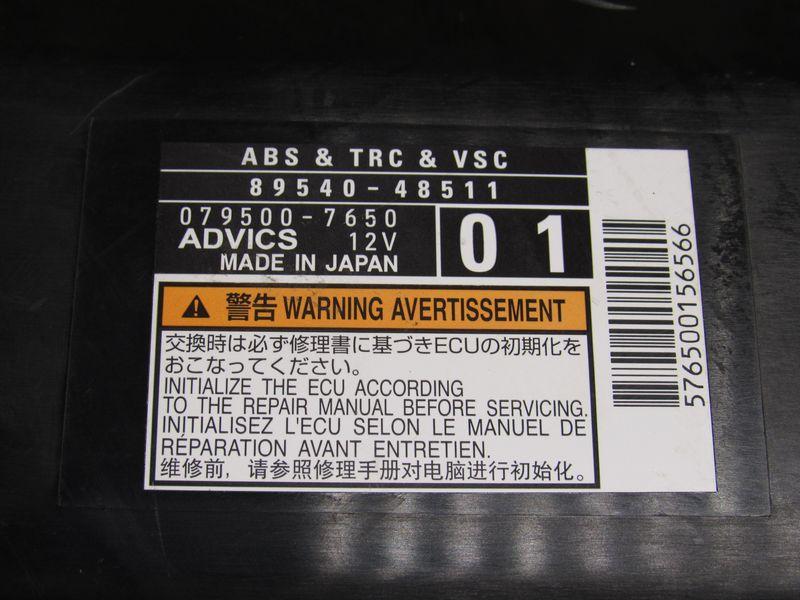 ABS & TRC & VSC
89540-48511
079500-7650
ADVICS 12V
MADE IN JAPAN
01
警告 WARNING AVERTISSEMENT
交換時は必ず修理書に基づきECUの初期化を
おこなってください。
INITIALIZE THE ECU ACCORDING
TO THE REPAIR MANUAL BEFORE SERVICING.
INITIALISEZ L'ECU SELON LE MANUEL DE
RÉPARATION AVANT ENTRETIEN.
维修前，请参照修理手册对电脑进行初始化。
576500156566